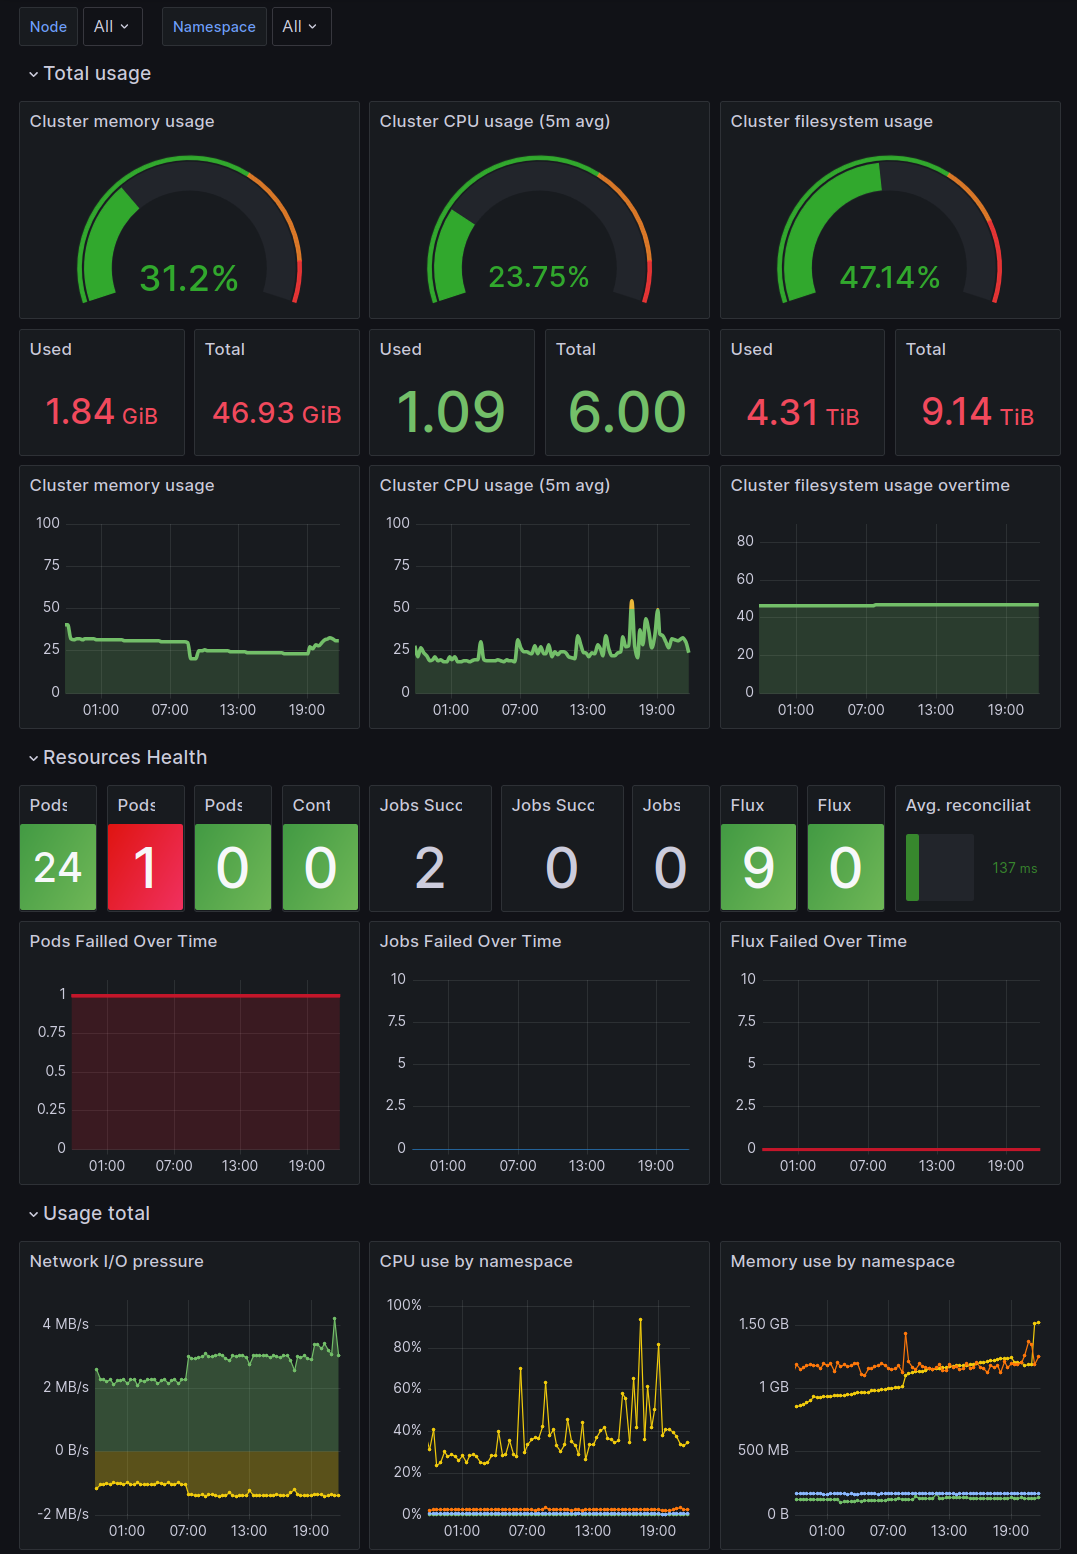 Node All Namespace All
Total usage
Cluster memory usage
31.2%
Cluster CPU usage (5m avg)
23.75%
Cluster filesystem usage
47.14%
Used
1.84 GiB
Total
46.93 GiB
Used
1.09
Total
6.00
Used
4.31 TiB
Total
9.14 TiB
Cluster memory usage
100
75
50
25
0
01:00 07:00 13:00 19:00
Cluster CPU usage (5m avg)
100
75
50
25
0
01:00 07:00 13:00 19:00
Cluster filesystem usage overtime
80
60
40
20
0
01:00 07:00 13:00 19:00
Resources Health
Pods
24
Pods
1
Pods
0
Cont
0
Jobs Succ
2
Jobs Succ
0
Jobs
0
Flux
9
Flux
0
Avg. reconciliat
137 ms
Pods Failled Over Time
1
0.75
0.5
0.25
0
01:00 07:00 13:00 19:00
Jobs Failed Over Time
10
7.5
5
2.5
0
01:00 07:00 13:00 19:00
Flux Failed Over Time
10
7.5
5
2.5
0
01:00 07:00 13:00 19:00
Usage total
Network I/O pressure
4 MB/s
2 MB/s
0 B/s
-2 MB/s
01:00 07:00 13:00 19:00
CPU use by namespace
100%
80%
60%
40%
20%
0%
01:00 07:00 13:00 19:00
Memory use by namespace
1.50 GB
1 GB
500 MB
0 B
01:00 07:00 13:00 19:00